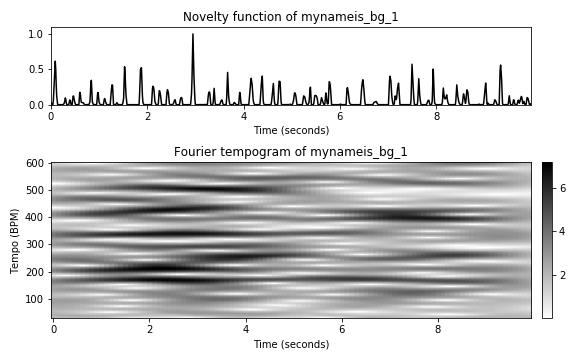 Novelty function of mynameis_bg_1
1.0
0.5
0.0
0 2 4 6 8
Time (seconds)
Fourier tempogram of mynameis_bg_1
600
500
400
300
200
100
Tempo (BPM)
0 2 4 6 8
Time (seconds)
6
4
2